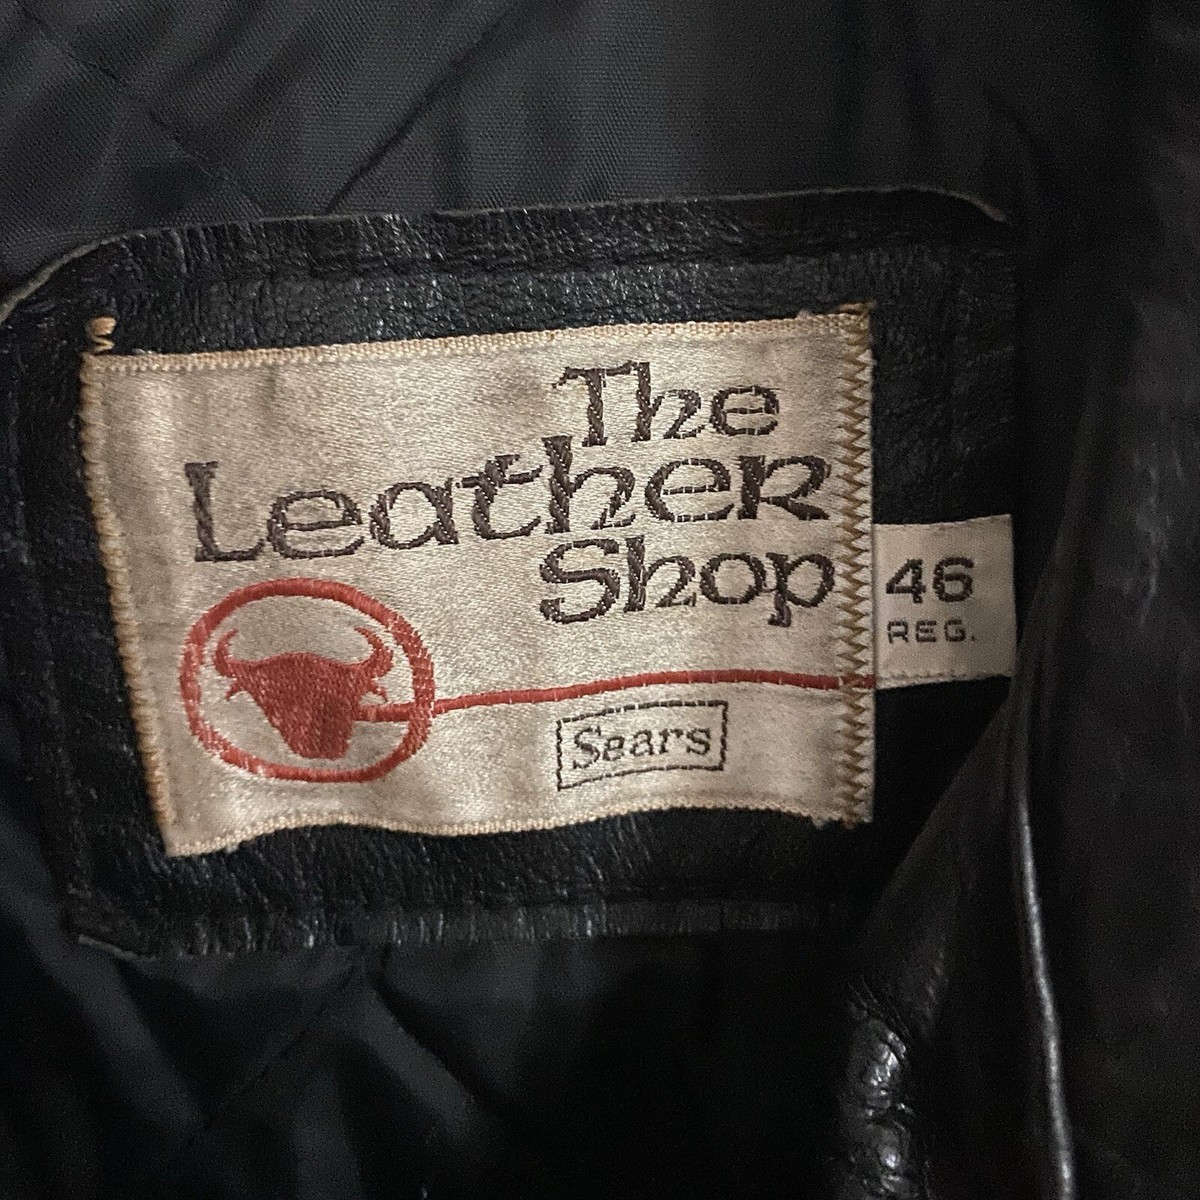 The
Leather
Shop
46
REG.
Sears